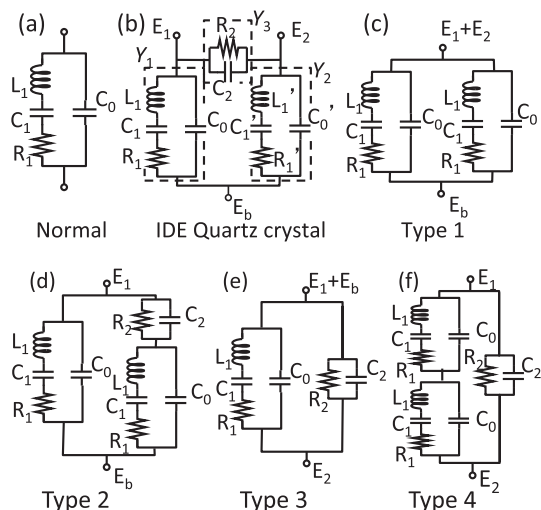 (a)
L1
C1
R1
C0
Normal
(b)
E1
Y1
R2
Y3
C2
E2
Y2
L1
C1
R1
C0
L1'
C1'
R1'
C0'
Eb
IDE Quartz crystal
(c)
E1+E2
L1
C1
R1
C0
L1
C1
R1
C0
Eb
Type 1
(d)
E1
R2
C2
L1
C1
R1
C0
L1
C1
R1
C0
Eb
Type 2
(e)
E1+Eb
L1
C1
R1
C0
R2
C2
E2
Type 3
(f)
E1
L1
C1
R1
C0
R2
C2
L1
C1
R1
C0
E2
Type 4